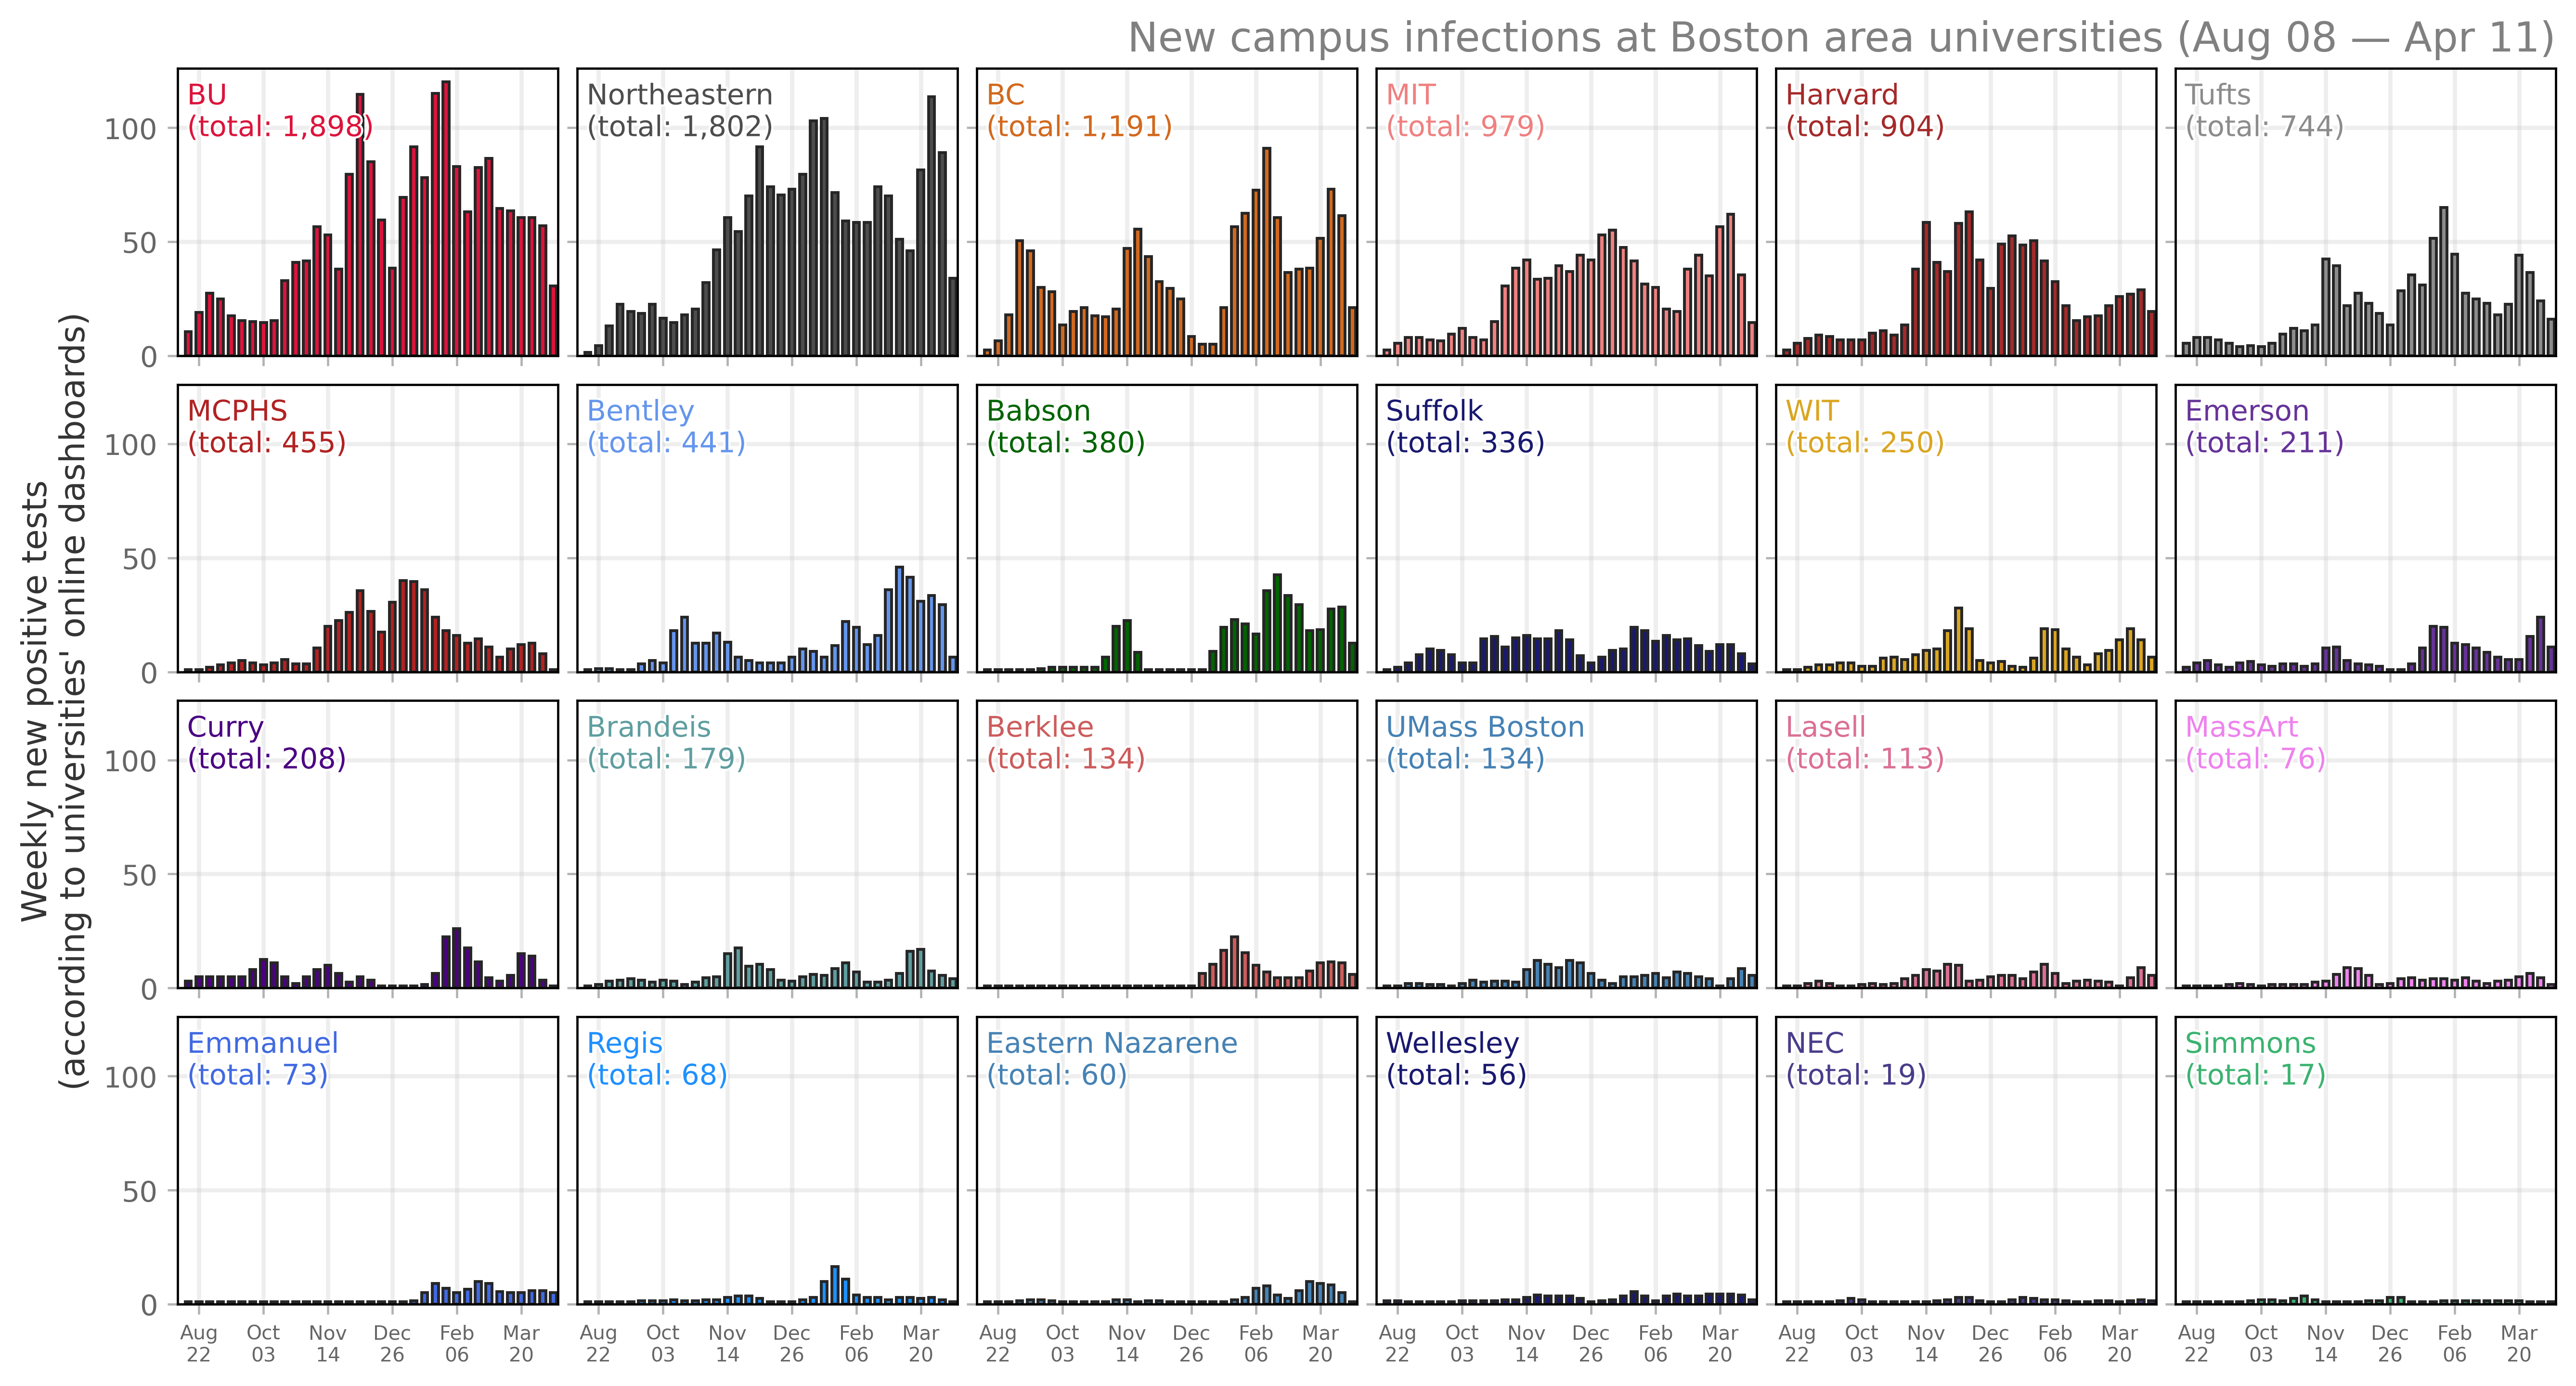 New campus infections at Boston area universities (Aug 08 — Apr 11)
Weekly new positive tests
(according to universities' online dashboards)
BU
(total: 1,898)
Northeastern
(total: 1,802)
BC
(total: 1,191)
MIT
(total: 979)
Harvard
(total: 904)
Tufts
(total: 744)
100
50
0
MCPHS
(total: 455)
Bentley
(total: 441)
Babson
(total: 380)
Suffolk
(total: 336)
WIT
(total: 250)
Emerson
(total: 211)
100
50
0
Curry
(total: 208)
Brandeis
(total: 179)
Berklee
(total: 134)
UMass Boston
(total: 134)
Lasell
(total: 113)
MassArt
(total: 76)
100
50
0
Emmanuel
(total: 73)
Regis
(total: 68)
Eastern Nazarene
(total: 60)
Wellesley
(total: 56)
NEC
(total: 19)
Simmons
(total: 17)
100
50
0
Aug Oct Nov Dec Feb Mar Aug Oct Nov Dec Feb Mar Aug Oct Nov Dec Feb Mar Aug Oct Nov Dec Feb Mar Aug Oct Nov Dec Feb Mar Aug Oct Nov Dec Feb Mar
22 03 14 26 06 20 22 03 14 26 06 20 22 03 14 26 06 20 22 03 14 26 06 20 22 03 14 26 06 20 22 03 14 26 06 20